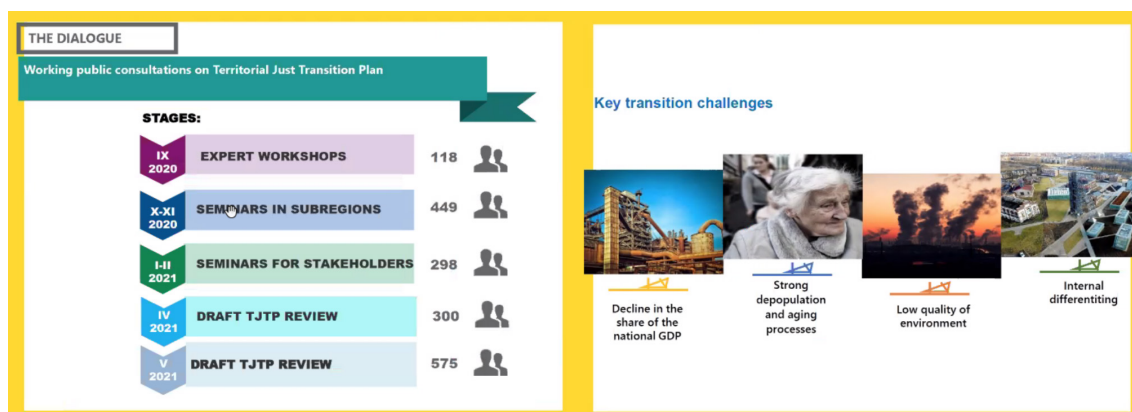 THE DIALOGUE
Working public consultations on Territorial Just Transition Plan
STAGES:
IX
2020
EXPERT WORKSHOPS
118
X-XI
2020
SEMINARS IN SUBREGIONS
449
I-II
2021
SEMINARS FOR STAKEHOLDERS
298
IV
2021
DRAFT TJTP REVIEW
300
V
2021
DRAFT TJTP REVIEW
575
Key transition challenges
Decline in the
share of the
national GDP
Strong
depopulation
and aging
processes
Low quality of
environment
Internal
differentiting